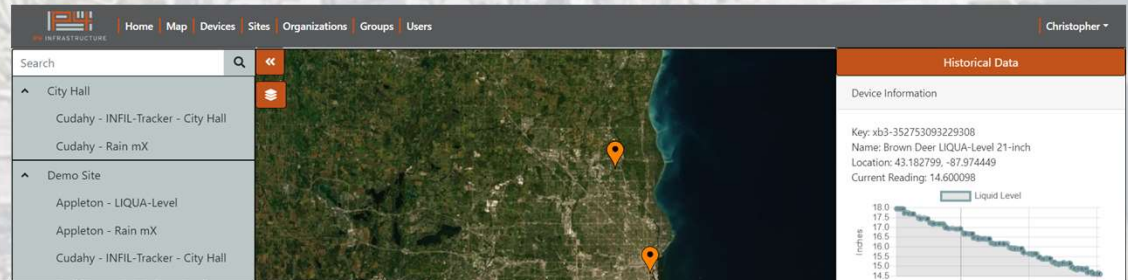 Home Map Devices Sites Organizations Groups Users
Christopher
INFRASTRUCTURE
Search
City Hall
Cudahy - INFIL-Tracker - City Hall
Cudahy - Rain mX
Demo Site
Appleton - LIQUA-Level
Appleton - Rain mX
Cudahy - INFIL-Tracker - City Hall
Historical Data
Device Information
Key: xb3-352753093229308
Name: Brown Deer LIQUA-Level 21-inch
Location: 43.182799, -87.974449
Current Reading: 14.600098
Liquid Level
18.0
17.5
17.0
16.5
16.0
15.5
15.0
14.5
Inches